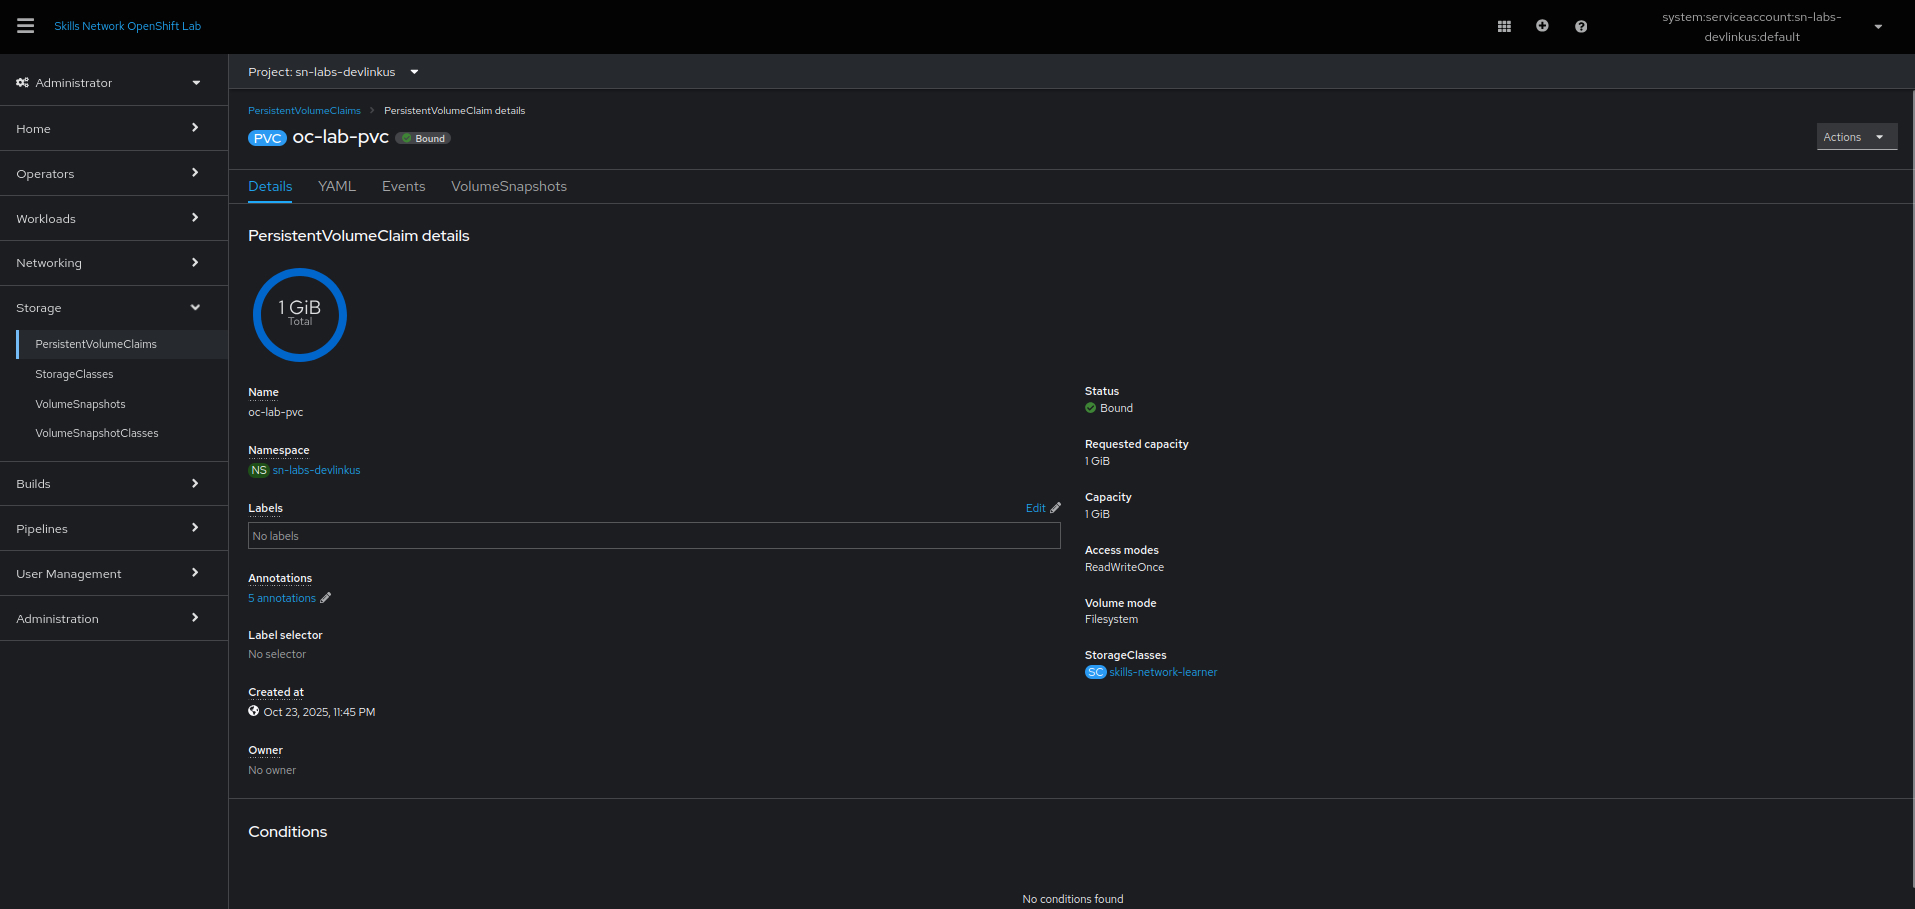 Skills Network OpenShift Lab
system:serviceaccount:sn-labs-
devlinkus:default
Administrator
Home
Operators
Workloads
Networking
Storage
PersistentVolumeClaims
StorageClasses
VolumeSnapshots
VolumeSnapshotClasses
Builds
Pipelines
User Management
Administration
Project: sn-labs-devlinkus
PersistentVolumeClaims > PersistentVolumeClaim details
PVC oc-lab-pvc Bound
Actions
Details YAML Events VolumeSnapshots
PersistentVolumeClaim details
1 GiB
Total
Name
oc-lab-pvc
Namespace
NS sn-labs-devlinkus
Labels Edit
No labels
Annotations
5 annotations
Label selector
No selector
Created at
Oct 23, 2025, 11:45 PM
Owner
No owner
Status
Bound
Requested capacity
1 GiB
Capacity
1 GiB
Access modes
ReadWriteOnce
Volume mode
Filesystem
StorageClasses
SC skills-network-learner
Conditions
No conditions found